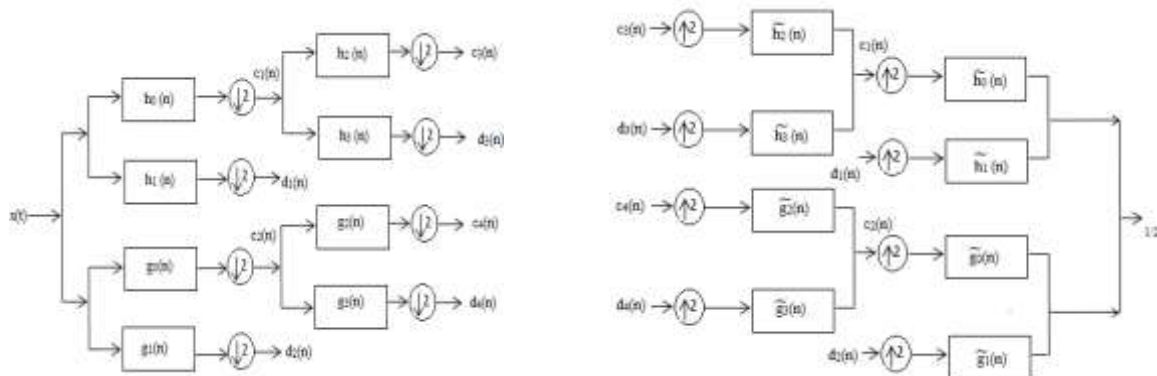 h₂(n)
↓2
c₃(n)
c₁(n)
h₀(n)
↓2
h₃(n)
↓2
d₃(n)
h₁(n)
↓2
d₁(n)
x(t)
g₂(n)
↓2
c₄(n)
c₂(n)
g₀(n)
↓2
g₃(n)
↓2
d₄(n)
g₁(n)
↓2
d₂(n)
c₃(n)
↑2
h̃₂(n)
c₁(n)
↑2
h̃₀(n)
d₃(n)
↑2
h̃₃(n)
d₁(n)
↑2
h̃₁(n)
c₄(n)
↑2
g̃₂(n)
c₂(n)
↑2
g̃₀(n)
1/2
d₄(n)
↑2
g̃₃(n)
d₂(n)
↑2
g̃₁(n)